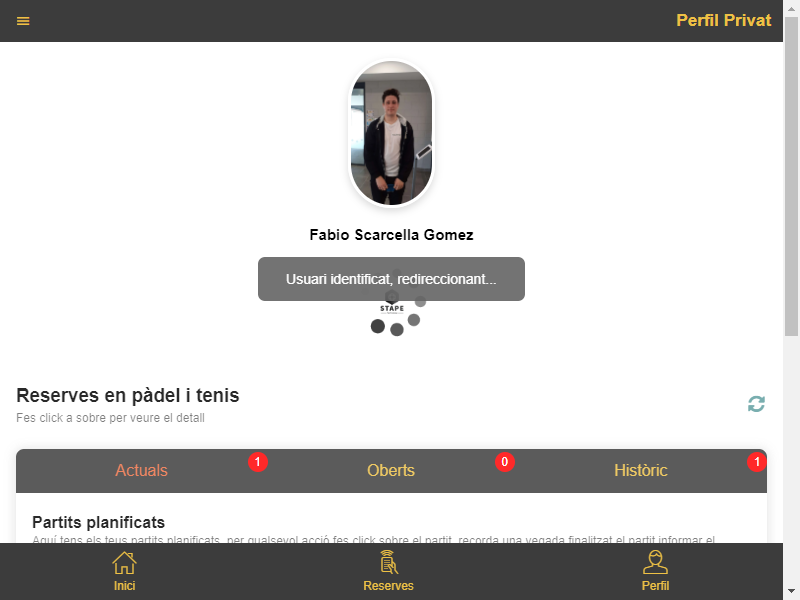 Perfil Privat
Fabio Scarcella Gomez
Usuari identificat, redireccionant...
STAPE
Reserves en pàdel i tenis
Fes click a sobre per veure el detall
Actuals 1
Oberts 0
Històric 1
Partits planificats
Aquí tens els teus partits planificats, per qualsevol acció fes click sobre el partit, recorda una vegada finalitzat el partit informar el
Inici
Reserves
Perfil